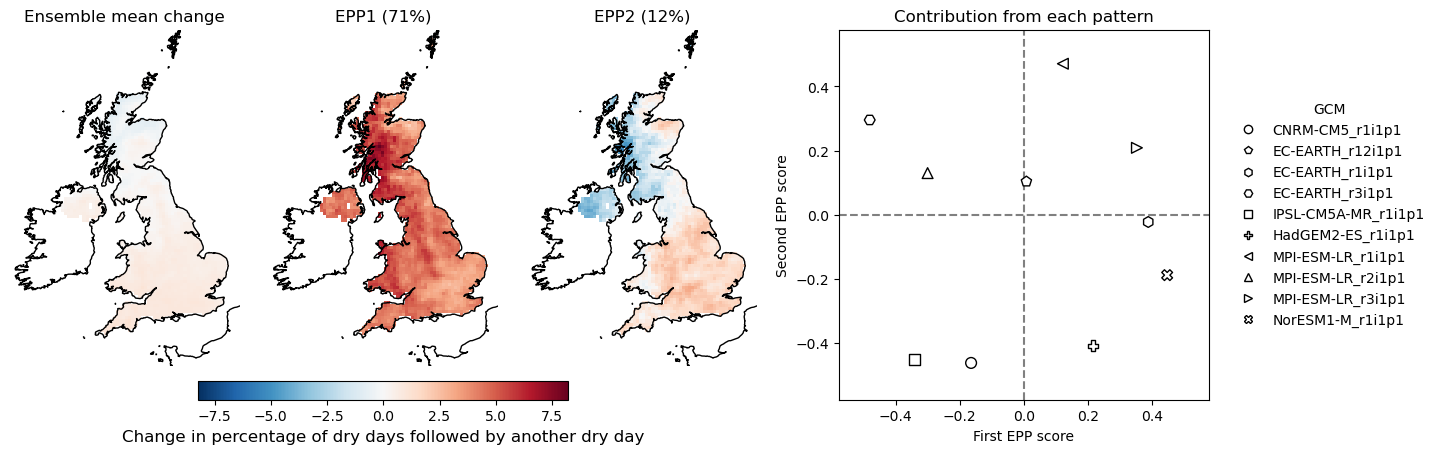 Ensemble mean change
EPP1 (71%)
EPP2 (12%)
Contribution from each pattern
−7.5
−5.0
−2.5
0.0
2.5
5.0
7.5
Change in percentage of dry days followed by another dry day
Second EPP score
0.4
0.2
0.0
−0.2
−0.4
−0.4
−0.2
0.0
0.2
0.4
First EPP score
GCM
CNRM-CM5_r1i1p1
EC-EARTH_r12i1p1
EC-EARTH_r1i1p1
EC-EARTH_r3i1p1
IPSL-CM5A-MR_r1i1p1
HadGEM2-ES_r1i1p1
MPI-ESM-LR_r1i1p1
MPI-ESM-LR_r2i1p1
MPI-ESM-LR_r3i1p1
NorESM1-M_r1i1p1